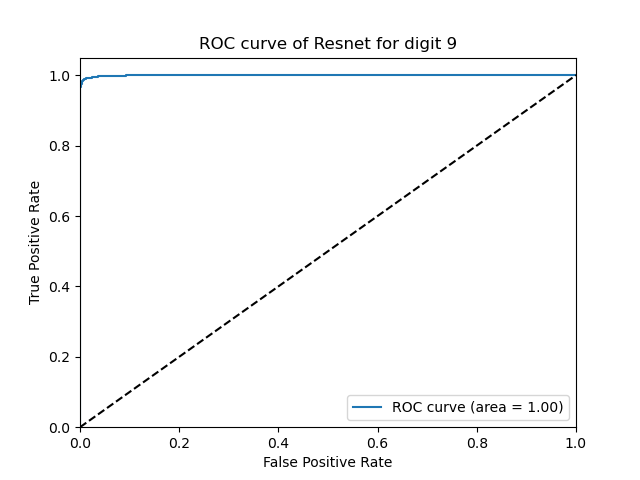 ROC curve of Resnet for digit 9
True Positive Rate
1.0
0.8
0.6
0.4
0.2
0.0
ROC curve (area = 1.00)
0.0 0.2 0.4 0.6 0.8 1.0
False Positive Rate